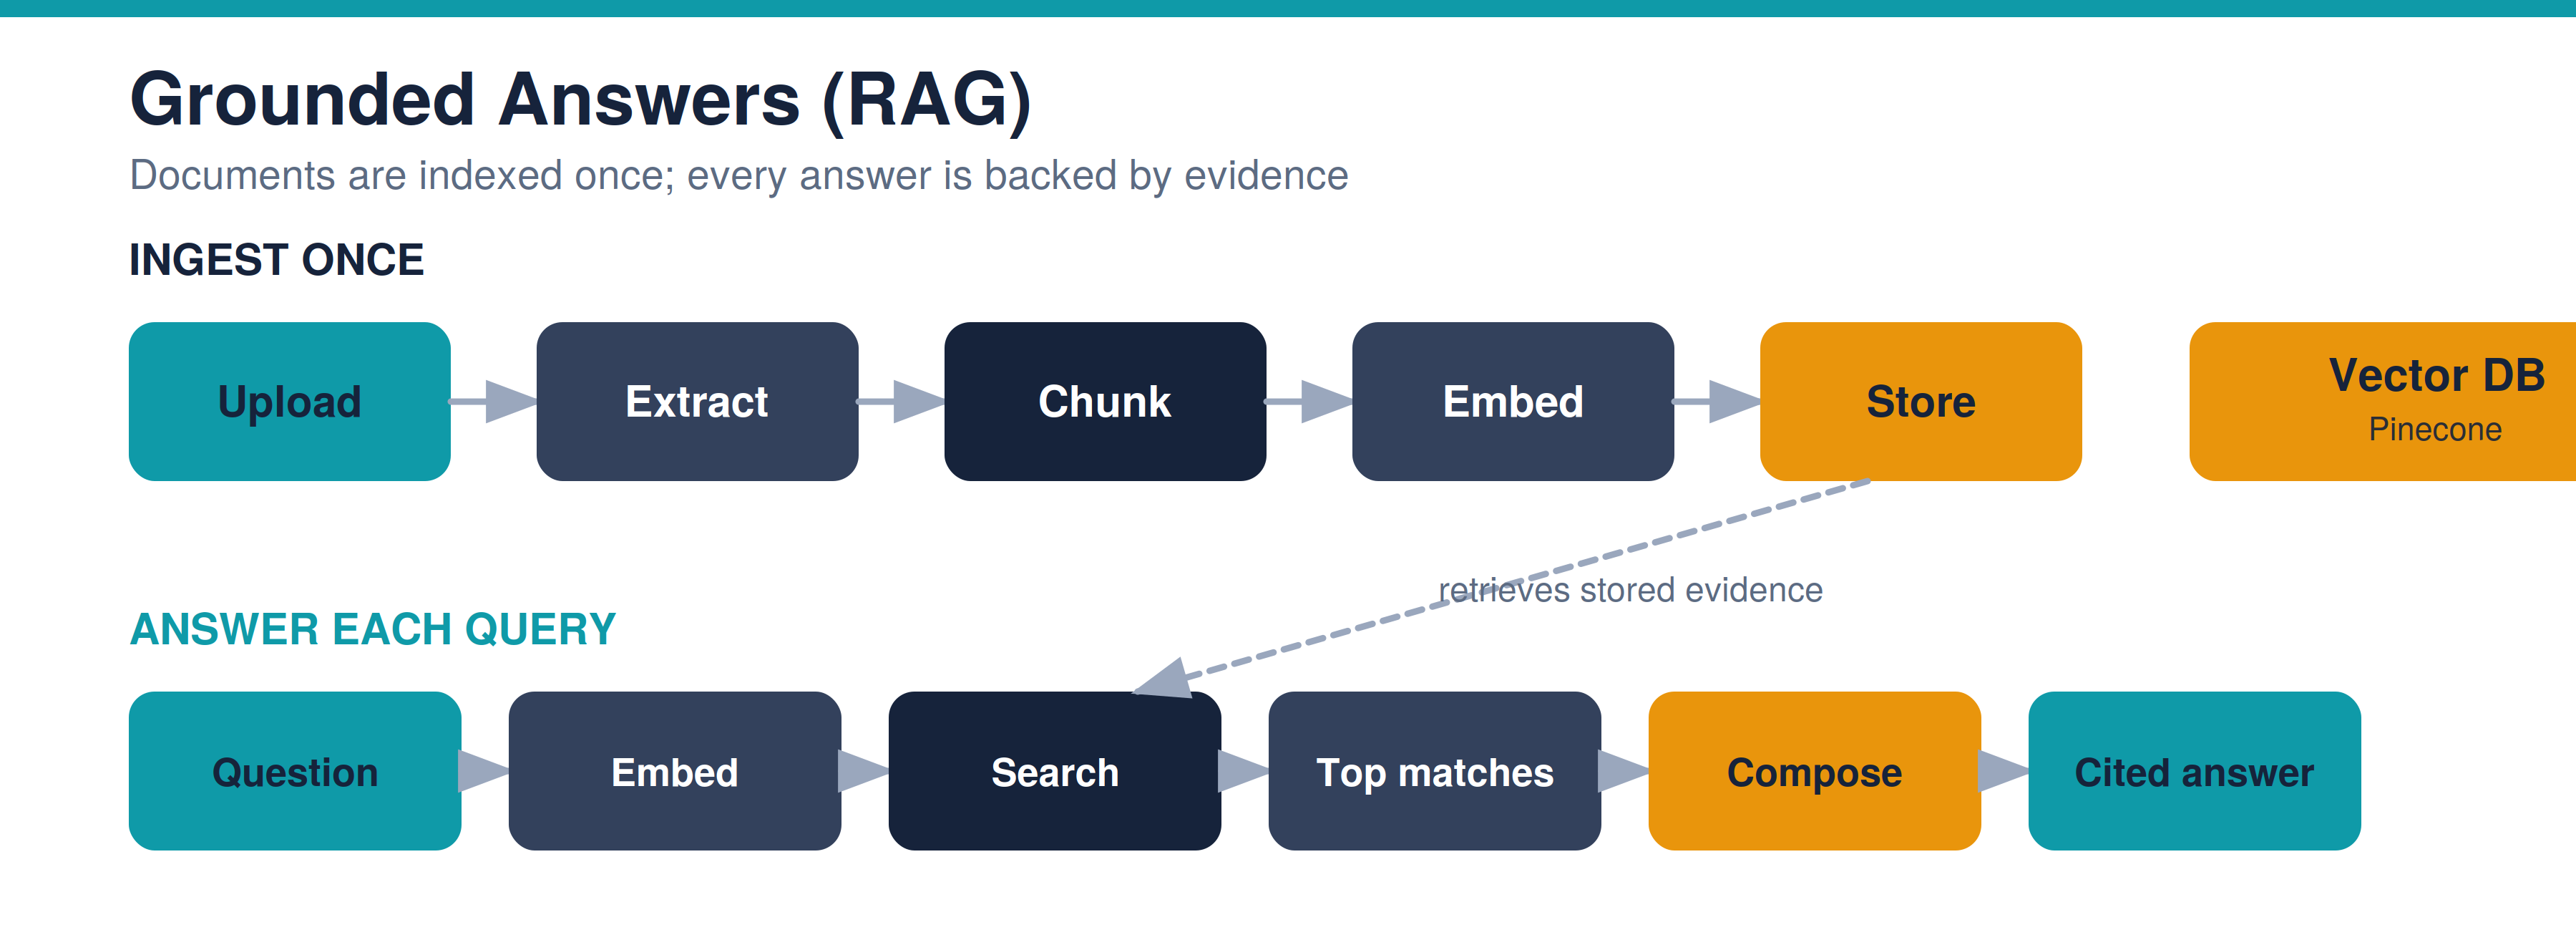 Grounded Answers (RAG)
Documents are indexed once; every answer is backed by evidence
INGEST ONCE
Upload
Extract
Chunk
Embed
Store
Vector DB
Pinecone
retrieves stored evidence
ANSWER EACH QUERY
Question
Embed
Search
Top matches
Compose
Cited answer